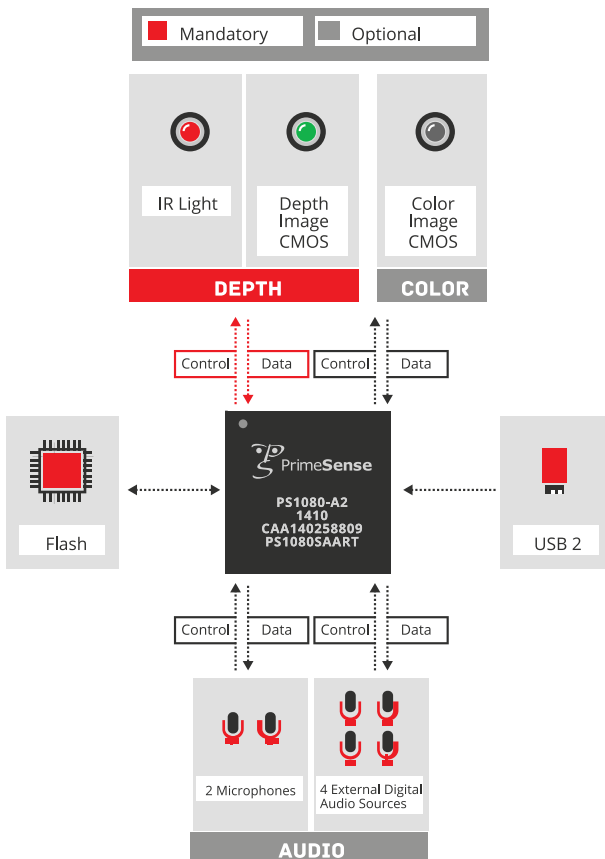 Mandatory
Optional
IR Light
Depth
Image
CMOS
Color
Image
CMOS
DEPTH
COLOR
Control
Data
Control
Data
PrimeSense
PS1080-A2
1410
CAA140258809
PS1080SAART
Flash
USB 2
Control
Data
Control
Data
2 Microphones
4 External Digital
Audio Sources
AUDIO